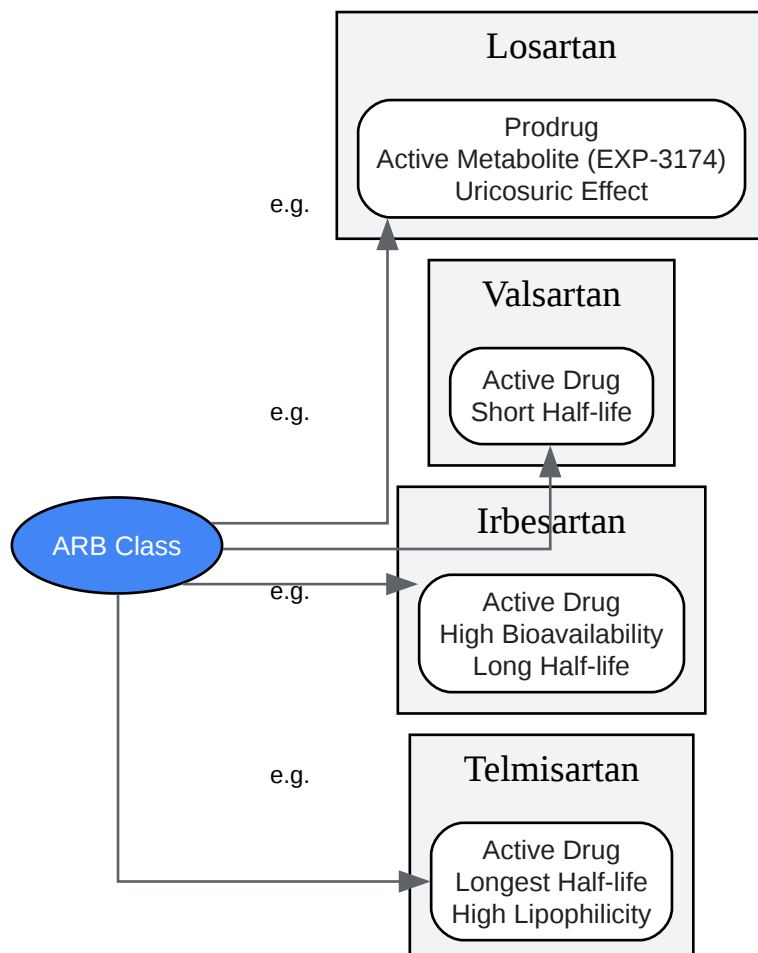 Losartan
Prodrug
Active Metabolite (EXP-3174)
Uricosuric Effect
e.g.
Valsartan
Active Drug
Short Half-life
e.g.
ARB Class
Irbesartan
Active Drug
High Bioavailability
Long Half-life
e.g.
Telmisartan
Active Drug
Longest Half-life
High Lipophilicity
e.g.